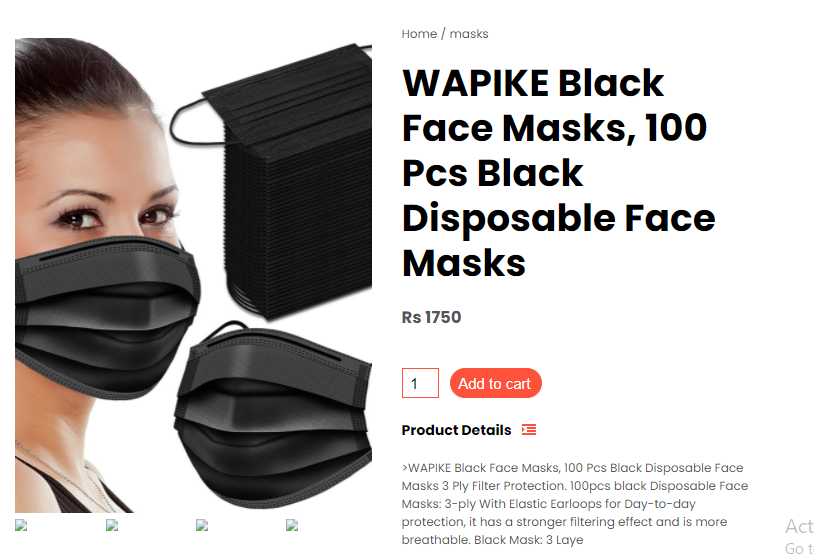 Home / masks
WAPIKE Black
Face Masks, 100
Pcs Black
Disposable Face
Masks
Rs 1750
1
Add to cart
Product Details
>WAPIKE Black Face Masks, 100 Pcs Black Disposable Face
Masks 3 Ply Filter Protection. 100pcs black Disposable Face
Masks: 3-ply With Elastic Earloops for Day-to-day
protection, it has a stronger filtering effect and is more
breathable. Black Mask: 3 Laye
Act
Go t